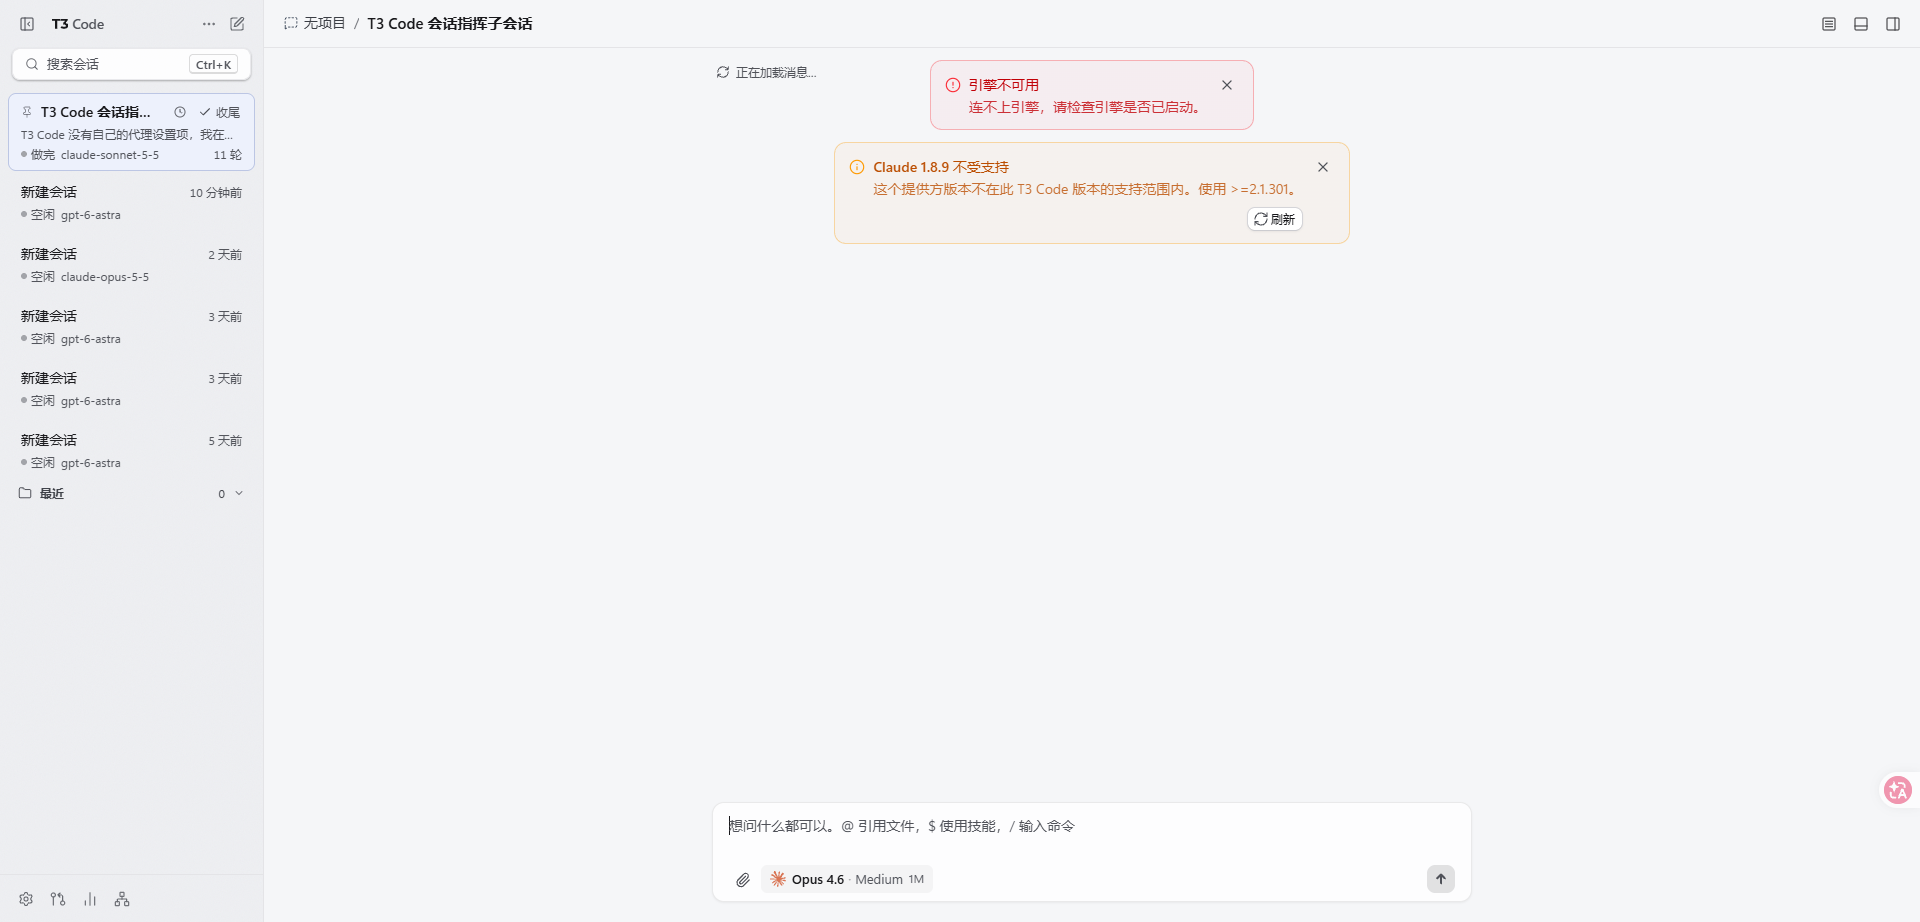 T3 Code
搜索会话 Ctrl+K
T3 Code 会话指... 收尾
T3 Code 没有自己的代理设置项，我在...
做完 claude-sonnet-5-5 11 轮
新建会话 10 分钟前
空闲 gpt-6-astra
新建会话 2 天前
空闲 claude-opus-5-5
新建会话 3 天前
空闲 gpt-6-astra
新建会话 3 天前
空闲 gpt-6-astra
新建会话 5 天前
空闲 gpt-6-astra
最近 0
无项目 / T3 Code 会话指挥子会话
正在加载消息...
引擎不可用
连不上引擎，请检查引擎是否已启动。
Claude 1.8.9 不受支持
这个提供方版本不在此 T3 Code 版本的支持范围内。使用 >=2.1.301。
刷新
想问什么都可以。@ 引用文件，$ 使用技能，/ 输入命令
Opus 4.6 · Medium 1M